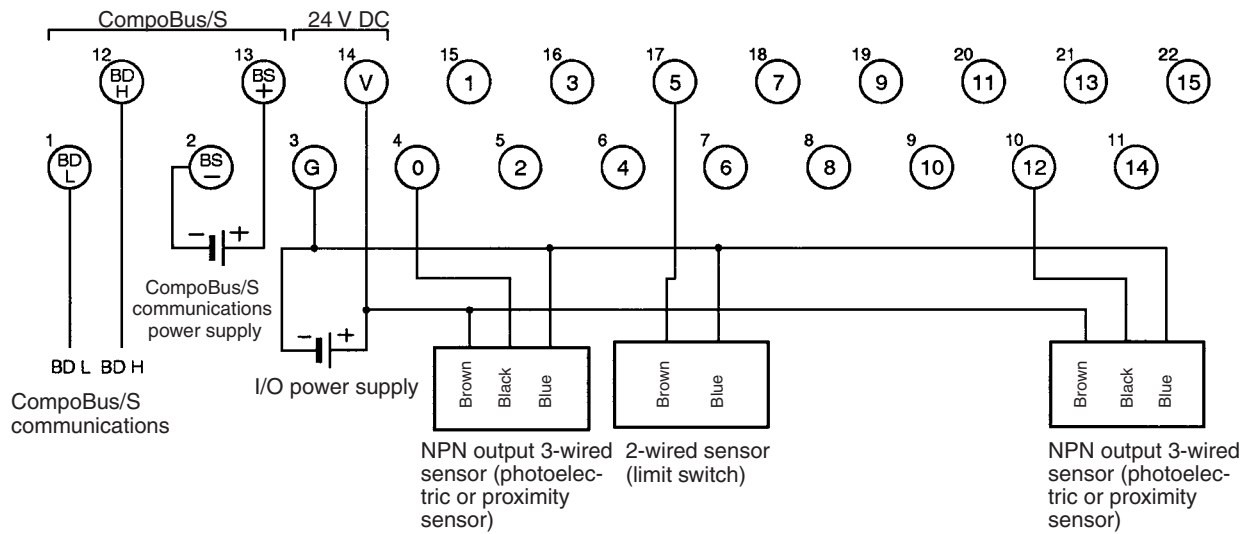 CompoBus/S 24 V DC
12 13 14 15 16 17 18 19 20 21 22
BD H BS + V 1 3 5 7 9 11 13 15
1 2 3 4 5 6 7 8 9 10 11
BD L BS − G 0 2 4 6 8 10 12 14
− +
CompoBus/S
communications
power supply
− +
BD L BD H
I/O power supply
CompoBus/S
communications
Brown Black Blue
Brown Blue
Brown Black Blue
NPN output 3-wired
sensor (photoelec-
tric or proximity
sensor)
2-wired sensor
(limit switch)
NPN output 3-wired
sensor (photoelec-
tric or proximity
sensor)